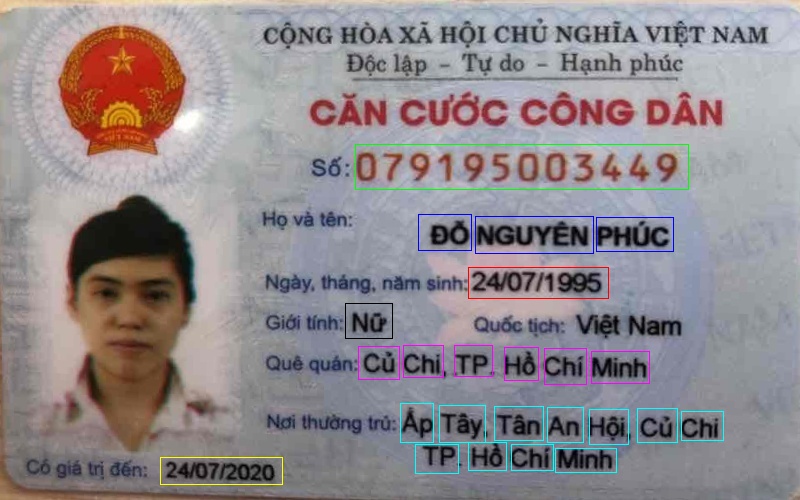 CỘNG HÒA XÃ HỘI CHỦ NGHĨA VIỆT NAM
Độc lập - Tự do - Hạnh phúc
CĂN CƯỚC CÔNG DÂN
Số: 079195003449
Họ và tên: ĐỖ NGUYÊN PHÚC
Ngày, tháng, năm sinh: 24/07/1995
Giới tính: Nữ Quốc tịch: Việt Nam
Quê quán: Củ Chi, TP. Hồ Chí Minh
Nơi thường trú: Ấp Tây, Tân An Hội, Củ Chi
TP. Hồ Chí Minh
Có giá trị đến: 24/07/2020